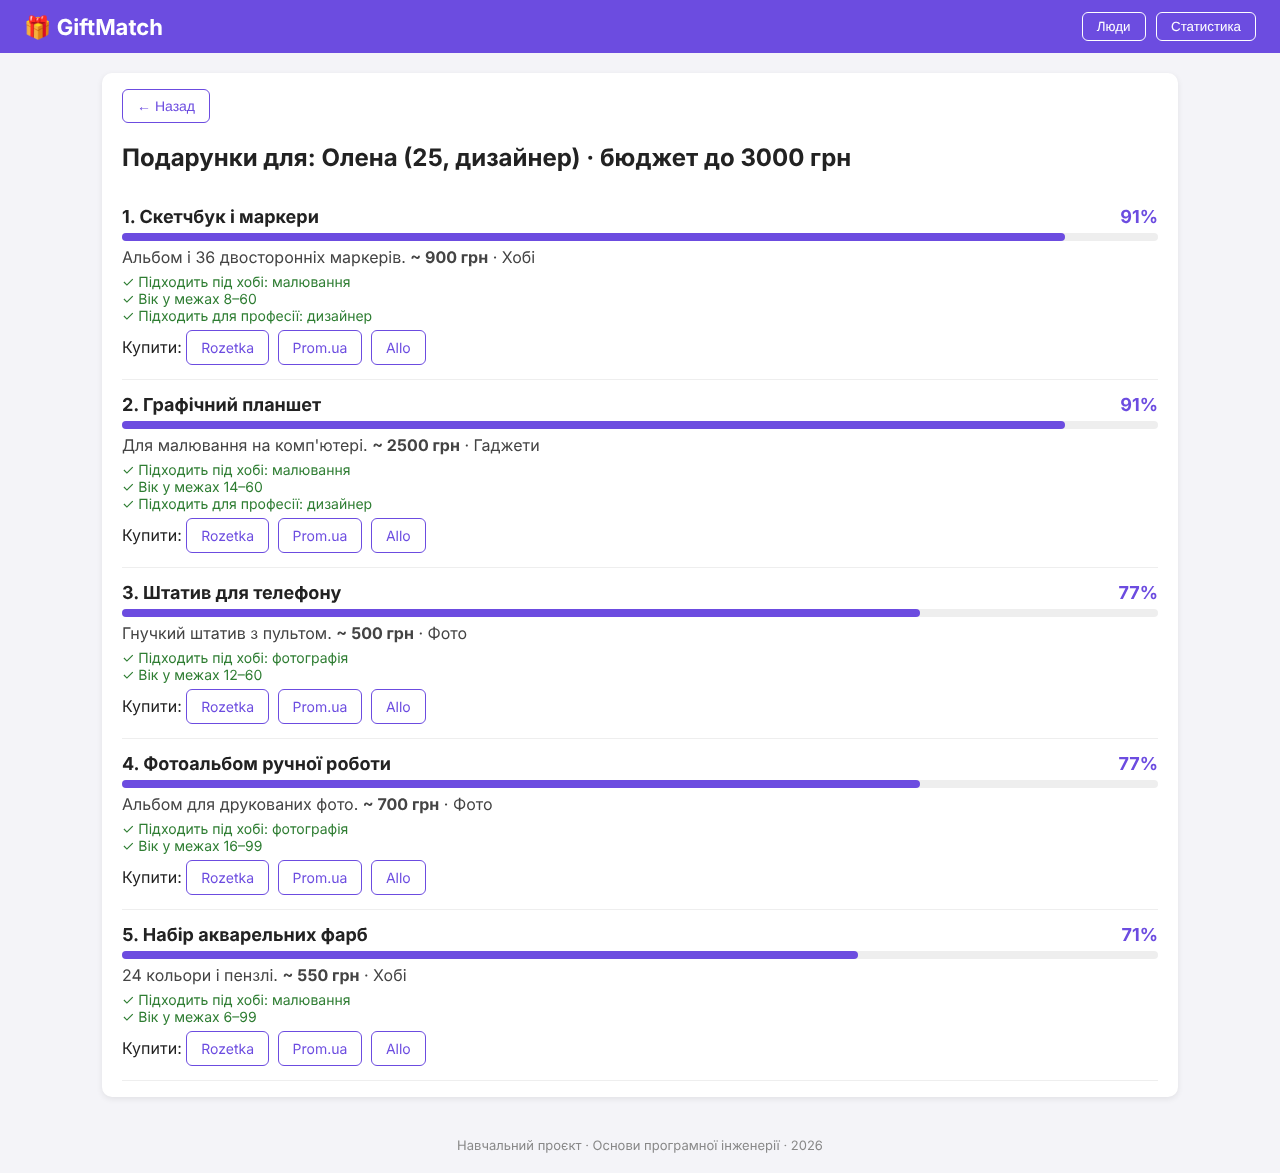 🎁 GiftMatch
Люди
Статистика
← Назад
Подарунки для: Олена (25, дизайнер) · бюджет до 3000 грн
1. Скетчбук і маркери 91%
Альбом і 36 двосторонніх маркерів. ~ 900 грн · Хобі
✓ Підходить під хобі: малювання
✓ Вік у межах 8–60
✓ Підходить для професії: дизайнер
Купити: Rozetka Prom.ua Allo
2. Графічний планшет 91%
Для малювання на комп'ютері. ~ 2500 грн · Гаджети
✓ Підходить під хобі: малювання
✓ Вік у межах 14–60
✓ Підходить для професії: дизайнер
Купити: Rozetka Prom.ua Allo
3. Штатив для телефону 77%
Гнучкий штатив з пультом. ~ 500 грн · Фото
✓ Підходить під хобі: фотографія
✓ Вік у межах 12–60
Купити: Rozetka Prom.ua Allo
4. Фотоальбом ручної роботи 77%
Альбом для друкованих фото. ~ 700 грн · Фото
✓ Підходить під хобі: фотографія
✓ Вік у межах 16–99
Купити: Rozetka Prom.ua Allo
5. Набір акварельних фарб 71%
24 кольори і пензлі. ~ 550 грн · Хобі
✓ Підходить під хобі: малювання
✓ Вік у межах 6–99
Купити: Rozetka Prom.ua Allo
Навчальний проєкт · Основи програмної інженерії · 2026